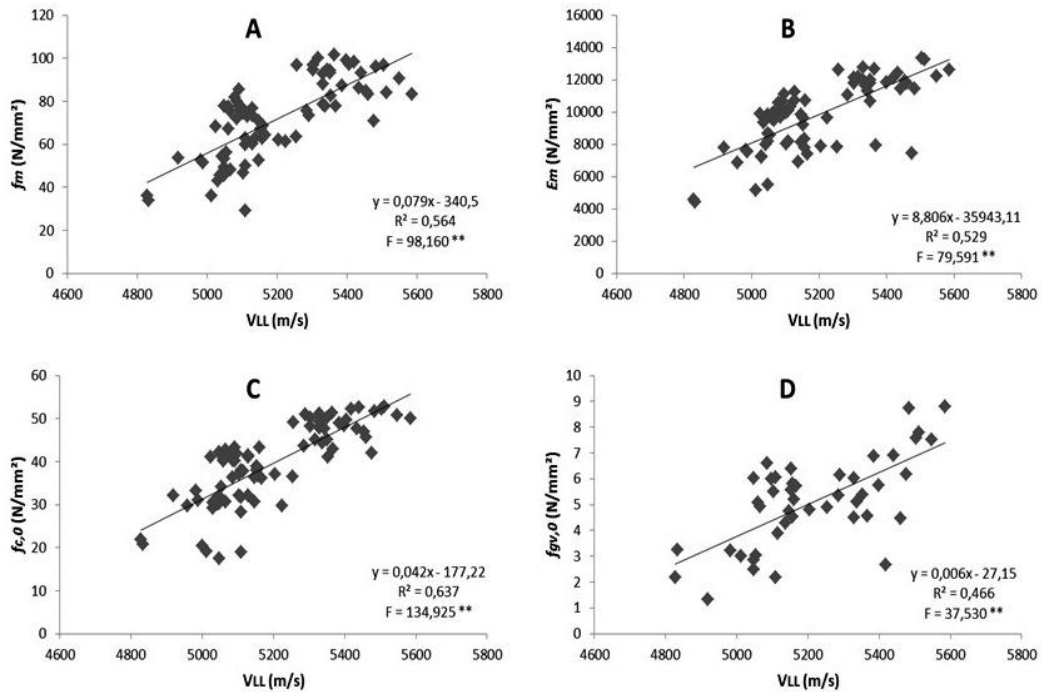 A
120
100
80
60
40
20
0
fm (N/mm²)
y = 0,079x - 340,5
R² = 0,564
F = 98,160 **
4600 4800 5000 5200 5400 5600 5800
VLL (m/s)
B
16000
14000
12000
10000
8000
6000
4000
2000
0
Em (N/mm²)
y = 8,806x - 35943,11
R² = 0,529
F = 79,591 **
4600 4800 5000 5200 5400 5600 5800
VLL (m/s)
C
60
50
40
30
20
10
0
fc,0 (N/mm²)
y = 0,042x - 177,22
R² = 0,637
F = 134,925 **
4600 4800 5000 5200 5400 5600 5800
VLL (m/s)
D
10
9
8
7
6
5
4
3
2
1
0
fgv,0 (N/mm²)
y = 0,006x - 27,15
R² = 0,466
F = 37,530 **
4600 4800 5000 5200 5400 5600 5800
VLL (m/s)